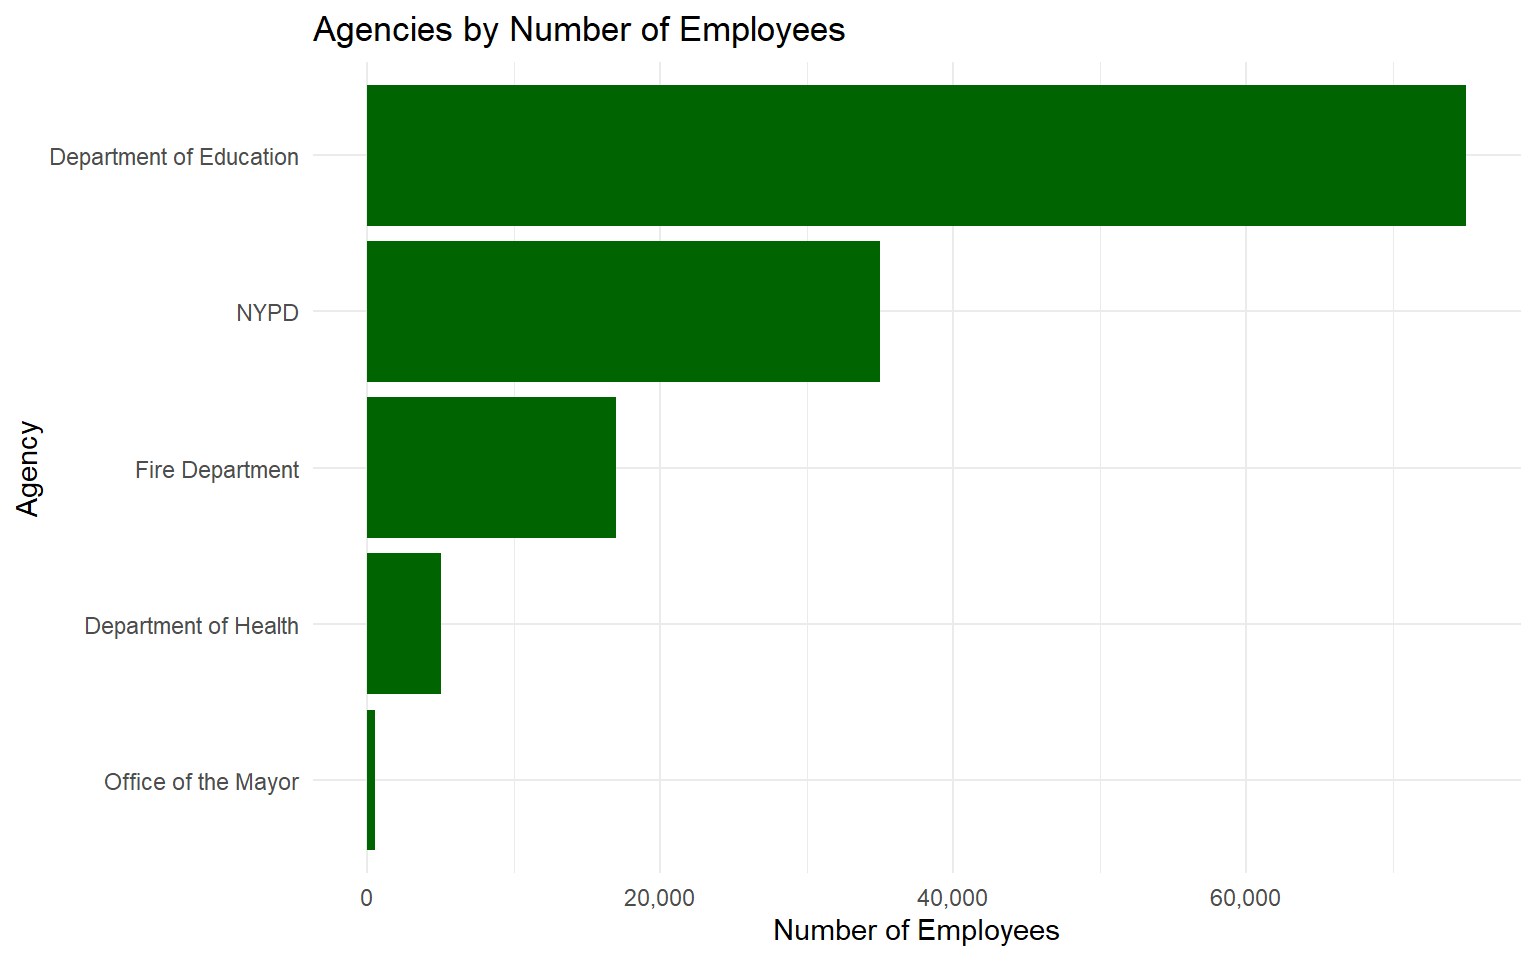 Agencies by Number of Employees
Department of Education
NYPD
Fire Department
Department of Health
Office of the Mayor
Agency
0 20,000 40,000 60,000
Number of Employees